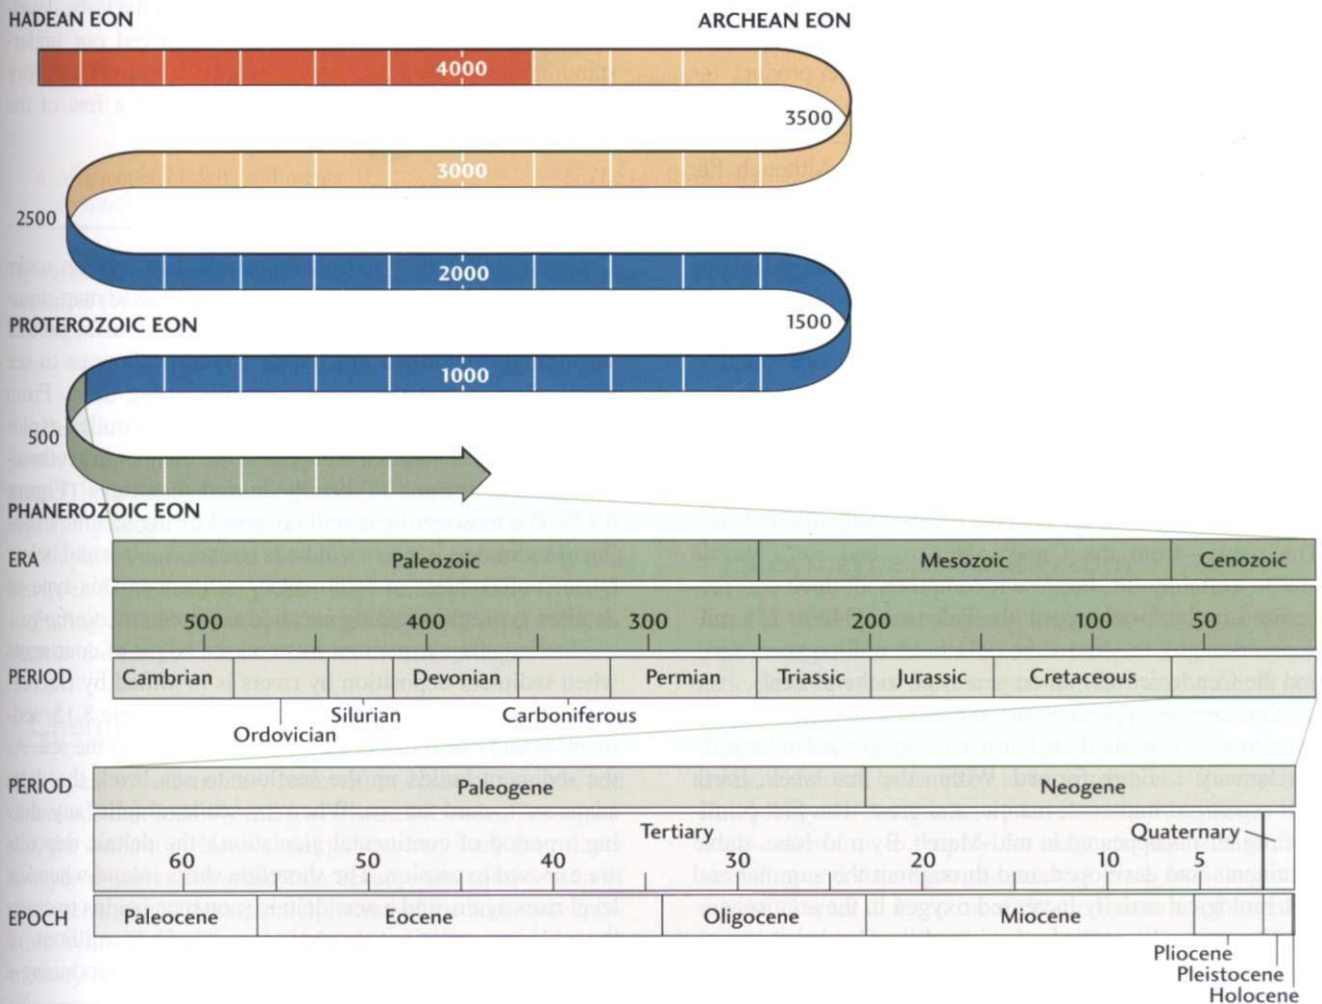 HADEAN EON
ARCHEAN EON
4000
3500
3000
2500
2000
PROTEROZOIC EON
1500
1000
500
PHANEROZOIC EON
ERA Paleozoic Mesozoic Cenozoic
500 400 300 200 100 50
PERIOD Cambrian Devonian Permian Triassic Jurassic Cretaceous
Silurian Carboniferous
Ordovician
PERIOD Paleogene Neogene
Tertiary Quaternary
60 50 40 30 20 10 5
EPOCH Paleocene Eocene Oligocene Miocene
Pliocene
Pleistocene
Holocene